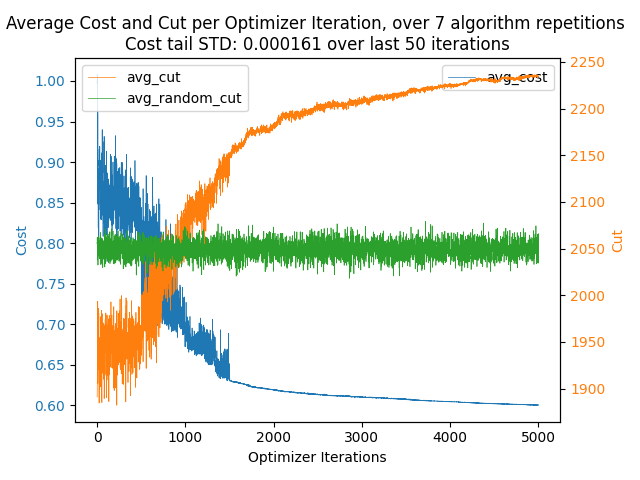 Average Cost and Cut per Optimizer Iteration, over 7 algorithm repetitions
Cost tail STD: 0.000161 over last 50 iterations
avg_cut
avg_random_cut
avg_cost
1.00
0.95
0.90
0.85
0.80
0.75
0.70
0.65
0.60
Cost
2250
2200
2150
2100
2050
2000
1950
1900
Cut
0 1000 2000 3000 4000 5000
Optimizer Iterations